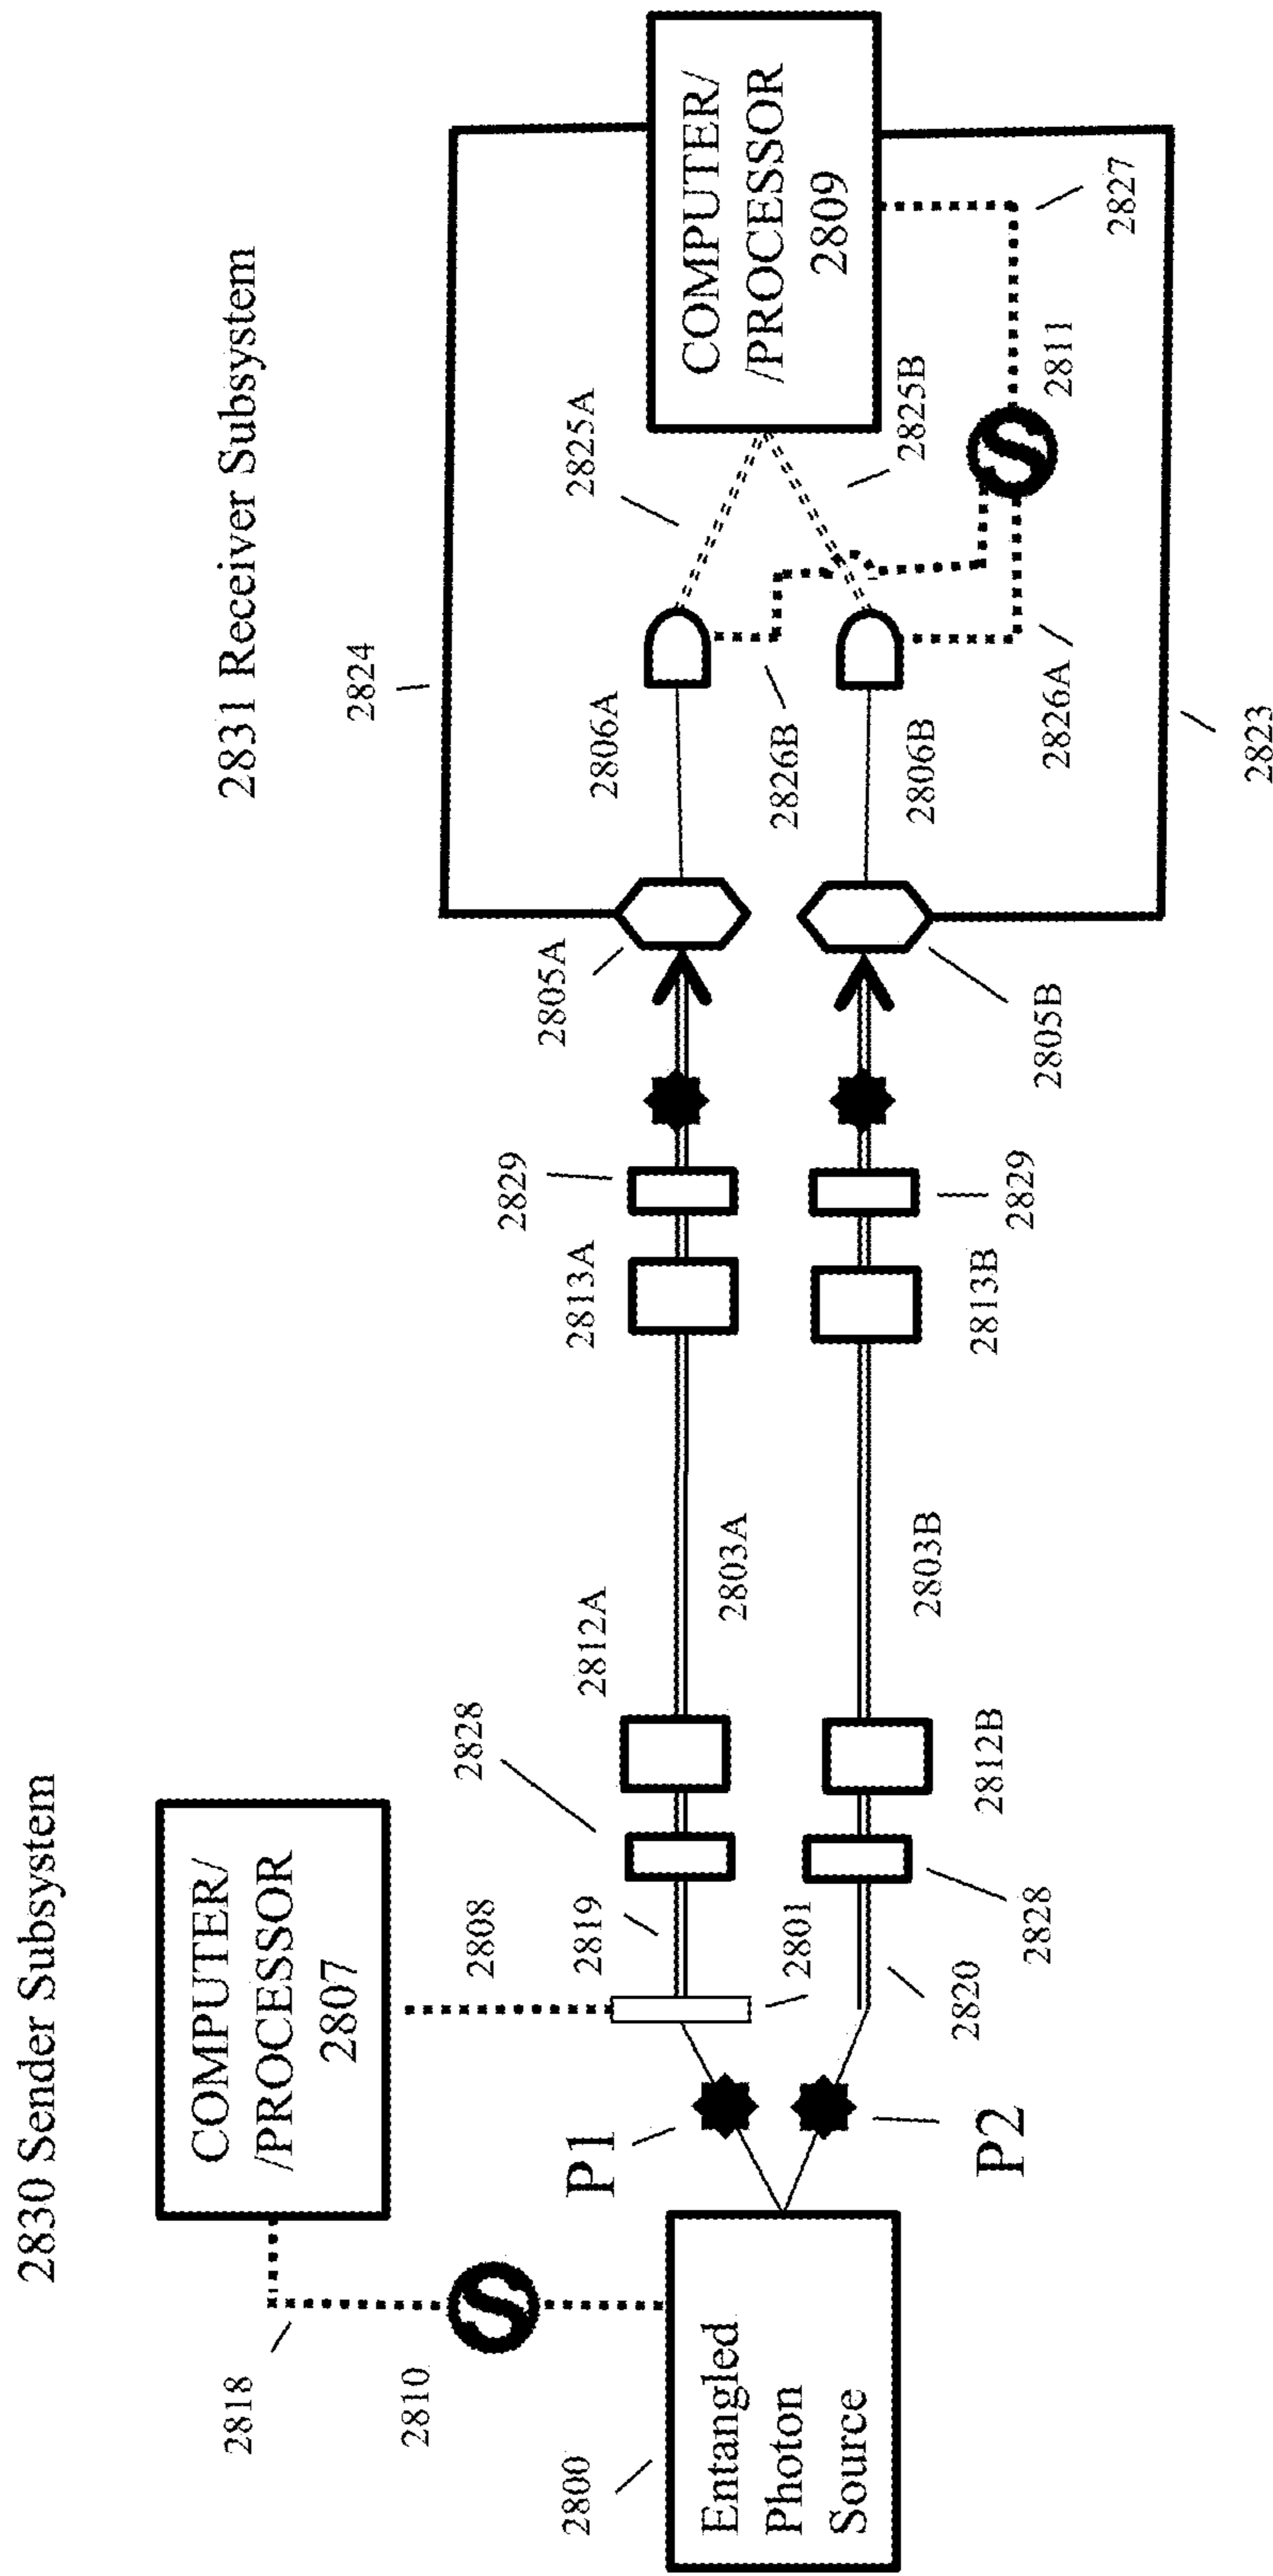 2830 Sender Subsystem
2831 Receiver Subsystem
COMPUTER/
/PROCESSOR
2807
2818
2810
2808
2800
Entangled
Photon
Source
P1
P2
2819
2801
2820
2828
2828
2812A
2812B
2803A
2803B
2813A
2813B
2829
2829
2805A
2805B
2824
2806A
2826B
2806B
2826A
2823
2825A
2825B
2811
2827
COMPUTER/
/PROCESSOR
2809
S
S